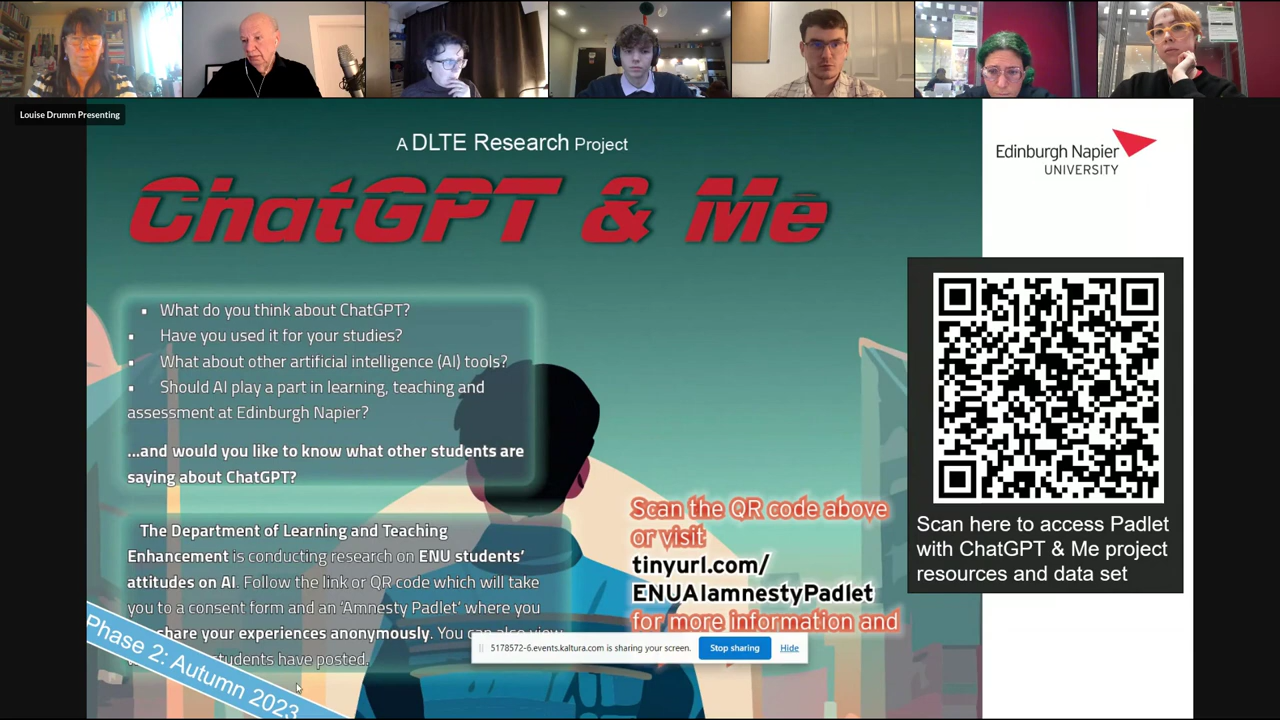 Louise Drumm Presenting
A DLTE Research Project
ChatGPT & Me
Edinburgh Napier
UNIVERSITY
▪ What do you think about ChatGPT?
▪ Have you used it for your studies?
▪ What about other artificial intelligence (AI) tools?
▪ Should AI play a part in learning, teaching and
assessment at Edinburgh Napier?
...and would you like to know what other students are
saying about ChatGPT?
The Department of Learning and Teaching
Enhancement is conducting research on ENU students’
attitudes on AI. Follow the link or QR code which will take
you to a consent form and an ‘Amnesty Padlet’ where you
share your experiences anonymously. You can also view
students have posted.
Phase 2: Autumn 2023
Scan the QR code above
or visit
tinyurl.com/
ENUAIamnestyPadlet
for more information and
Scan here to access Padlet
with ChatGPT & Me project
resources and data set
5178572-6.events.kaltura.com is sharing your screen.
Stop sharing
Hide